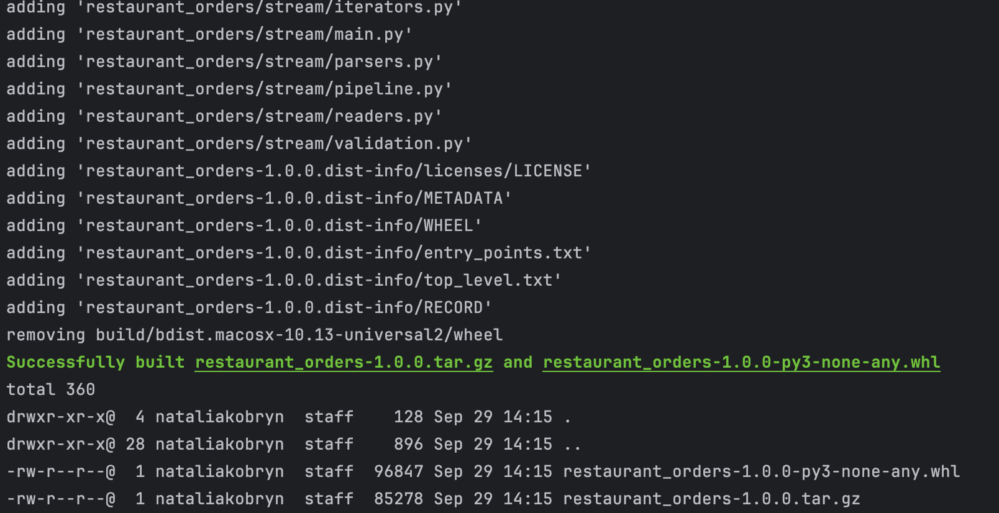 adding 'restaurant_orders/stream/iterators.py'
adding 'restaurant_orders/stream/main.py'
adding 'restaurant_orders/stream/parsers.py'
adding 'restaurant_orders/stream/pipeline.py'
adding 'restaurant_orders/stream/readers.py'
adding 'restaurant_orders/stream/validation.py'
adding 'restaurant_orders-1.0.0.dist-info/licenses/LICENSE'
adding 'restaurant_orders-1.0.0.dist-info/METADATA'
adding 'restaurant_orders-1.0.0.dist-info/WHEEL'
adding 'restaurant_orders-1.0.0.dist-info/entry_points.txt'
adding 'restaurant_orders-1.0.0.dist-info/top_level.txt'
adding 'restaurant_orders-1.0.0.dist-info/RECORD'
removing build/bdist.macosx-10.13-universal2/wheel
Successfully built restaurant_orders-1.0.0.tar.gz and restaurant_orders-1.0.0-py3-none-any.whl
total 360
drwxr-xr-x@  4 nataliakobryn  staff    128 Sep 29 14:15 .
drwxr-xr-x@ 28 nataliakobryn  staff    896 Sep 29 14:15 ..
-rw-r--r--@  1 nataliakobryn  staff  96847 Sep 29 14:15 restaurant_orders-1.0.0-py3-none-any.whl
-rw-r--r--@  1 nataliakobryn  staff  85278 Sep 29 14:15 restaurant_orders-1.0.0.tar.gz